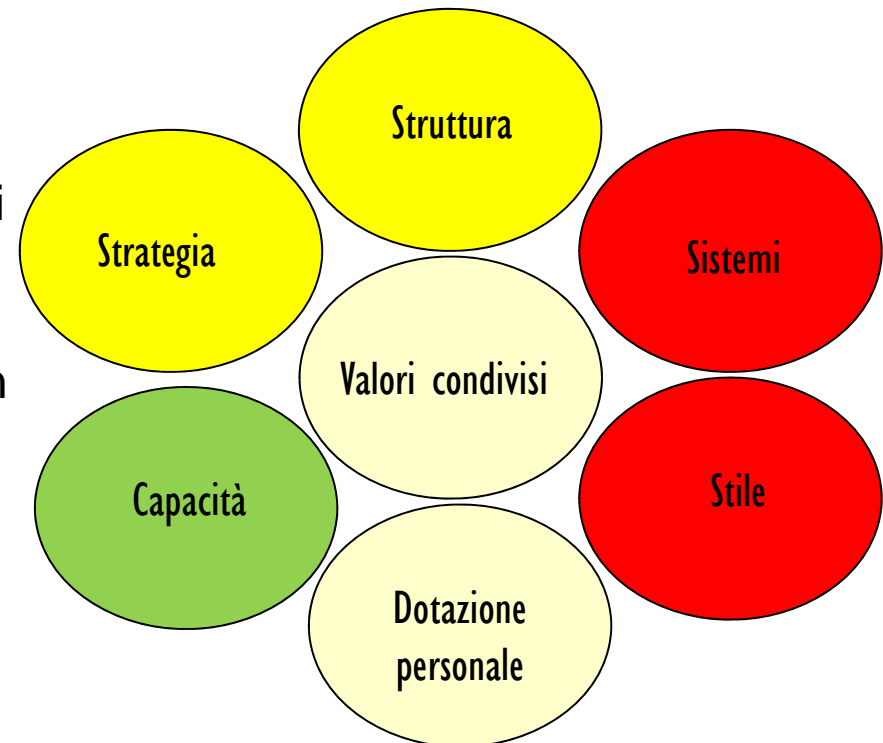 Struttura
i
Strategia
Sistemi
Valori condivisi
Capacità
Stile
Dotazione
personale